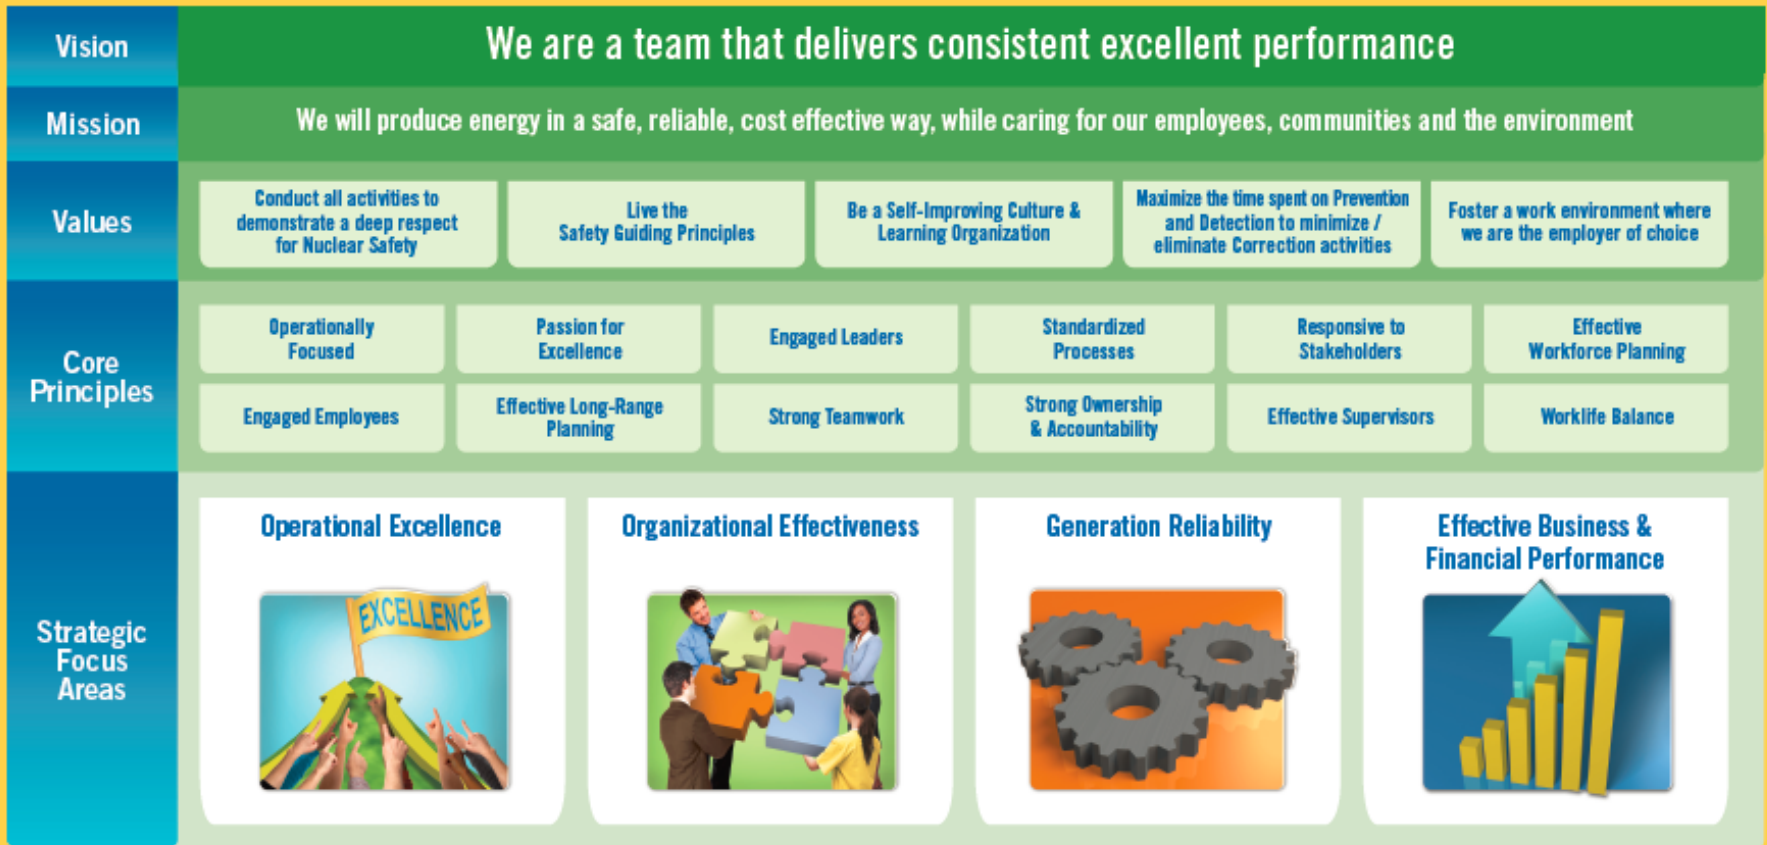 Vision
We are a team that delivers consistent excellent performance
Mission
We will produce energy in a safe, reliable, cost effective way, while caring for our employees, communities and the environment
Values
Conduct all activities to
demonstrate a deep respect
for Nuclear Safety
Live the
Safety Guiding Principles
Be a Self-Improving Culture &
Learning Organization
Maximize the time spent on Prevention
and Detection to minimize /
eliminate Correction activities
Foster a work environment where
we are the employer of choice
Core
Principles
Operationally
Focused
Passion for
Excellence
Engaged Leaders
Standardized
Processes
Responsive to
Stakeholders
Effective
Workforce Planning
Engaged Employees
Effective Long-Range
Planning
Strong Teamwork
Strong Ownership
& Accountability
Effective Supervisors
Worklife Balance
Strategic
Focus
Areas
Operational Excellence
EXCELLENCE
Organizational Effectiveness
Generation Reliability
Effective Business &
Financial Performance